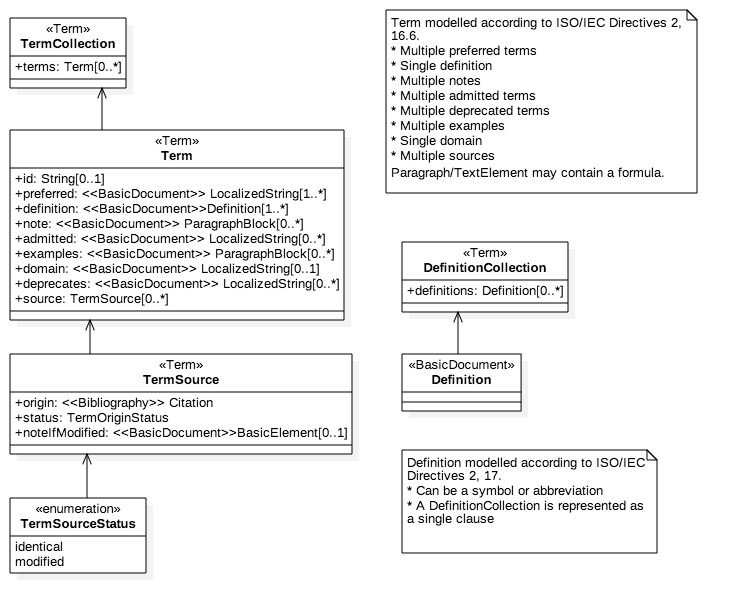 «Term»
TermCollection
+terms: Term[0..*]
«Term»
Term
+id: String[0..1]
+preferred: <<BasicDocument>> LocalizedString[1..*]
+definition: <<BasicDocument>>Definition[1..*]
+note: <<BasicDocument>> ParagraphBlock[0..*]
+admitted: <<BasicDocument>> LocalizedString[0..*]
+examples: <<BasicDocument>> ParagraphBlock[0..*]
+domain: <<BasicDocument>> LocalizedString[0..1]
+deprecates: <<BasicDocument>> LocalizedString[0..*]
+source: TermSource[0..*]
«Term»
TermSource
+origin: <<Bibliography>> Citation
+status: TermOriginStatus
+noteIfModified: <<BasicDocument>>BasicElement[0..1]
«enumeration»
TermSourceStatus
identical
modified
Term modelled according to ISO/IEC Directives 2,
16.6.
* Multiple preferred terms
* Single definition
* Multiple notes
* Multiple admitted terms
* Multiple deprecated terms
* Multiple examples
* Single domain
* Multiple sources
Paragraph/TextElement may contain a formula.
«Term»
DefinitionCollection
+definitions: Definition[0..*]
«BasicDocument»
Definition
Definition modelled according to ISO/IEC
Directives 2, 17.
* Can be a symbol or abbreviation
* A DefinitionCollection is represented as
a single clause